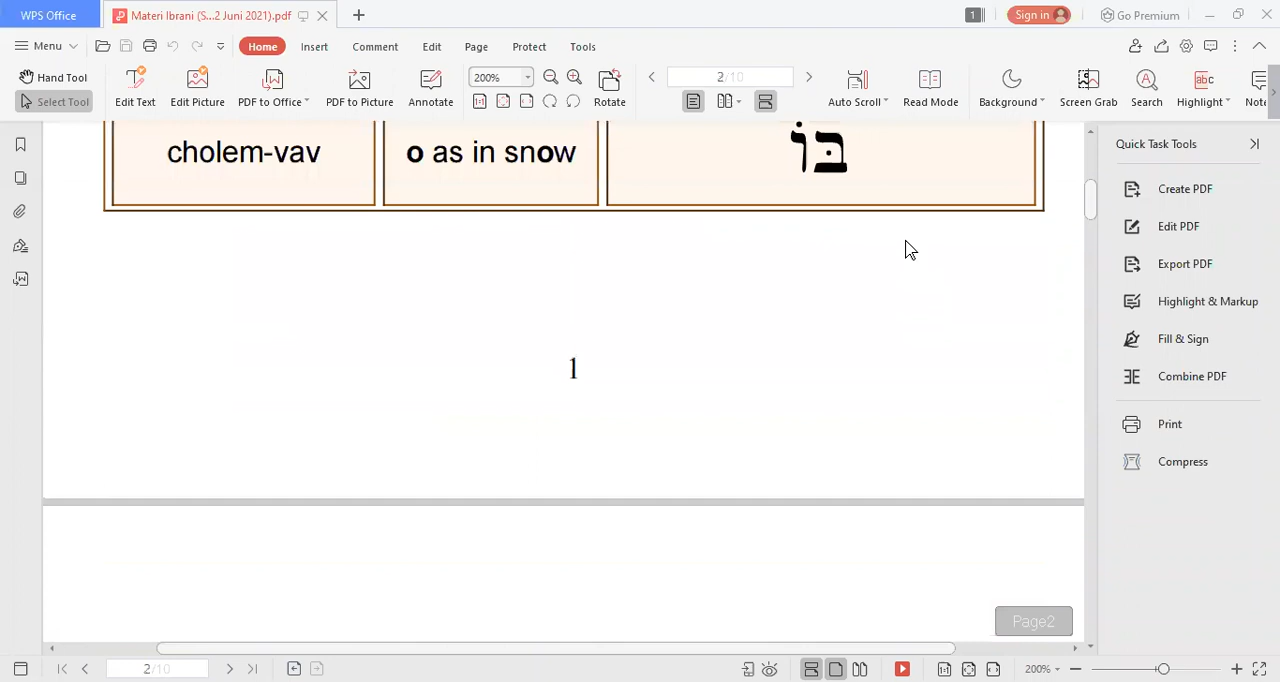 WPS Office
Materi Ibrani (S...2 Juni 2021).pdf
1
Sign in
Go Premium
Menu
Home
Insert
Comment
Edit
Page
Protect
Tools
Hand Tool
Select Tool
Edit Text
Edit Picture
PDF to Office
PDF to Picture
Annotate
200%
Rotate
2/10
Auto Scroll
Read Mode
Background
Screen Grab
Search
Highlight
Note
cholem-vav
o as in snow
בּוֹ
1
Page2
Quick Task Tools
Create PDF
Edit PDF
Export PDF
Highlight & Markup
Fill & Sign
Combine PDF
Print
Compress
2/10
200%